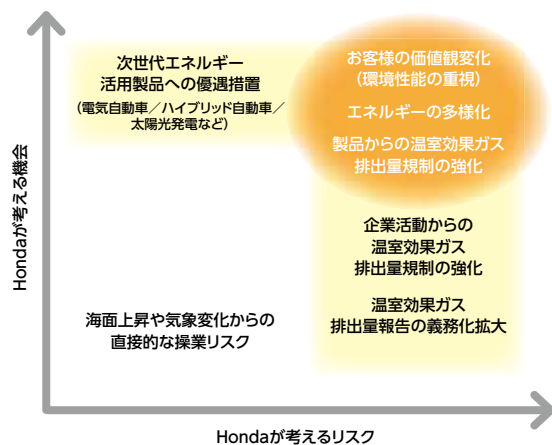 次世代エネルギー
活用製品への優遇措置
（電気自動車／ハイブリッド自動車／
太陽光発電など）
お客様の価値観変化
（環境性能の重視）
エネルギーの多様化
製品からの温室効果ガス
排出量規制の強化
企業活動からの
温室効果ガス
排出量規制の強化
温室効果ガス
排出量報告の義務化拡大
海面上昇や気象変化からの
直接的な操業リスク
Hondaが考える機会
Hondaが考えるリスク